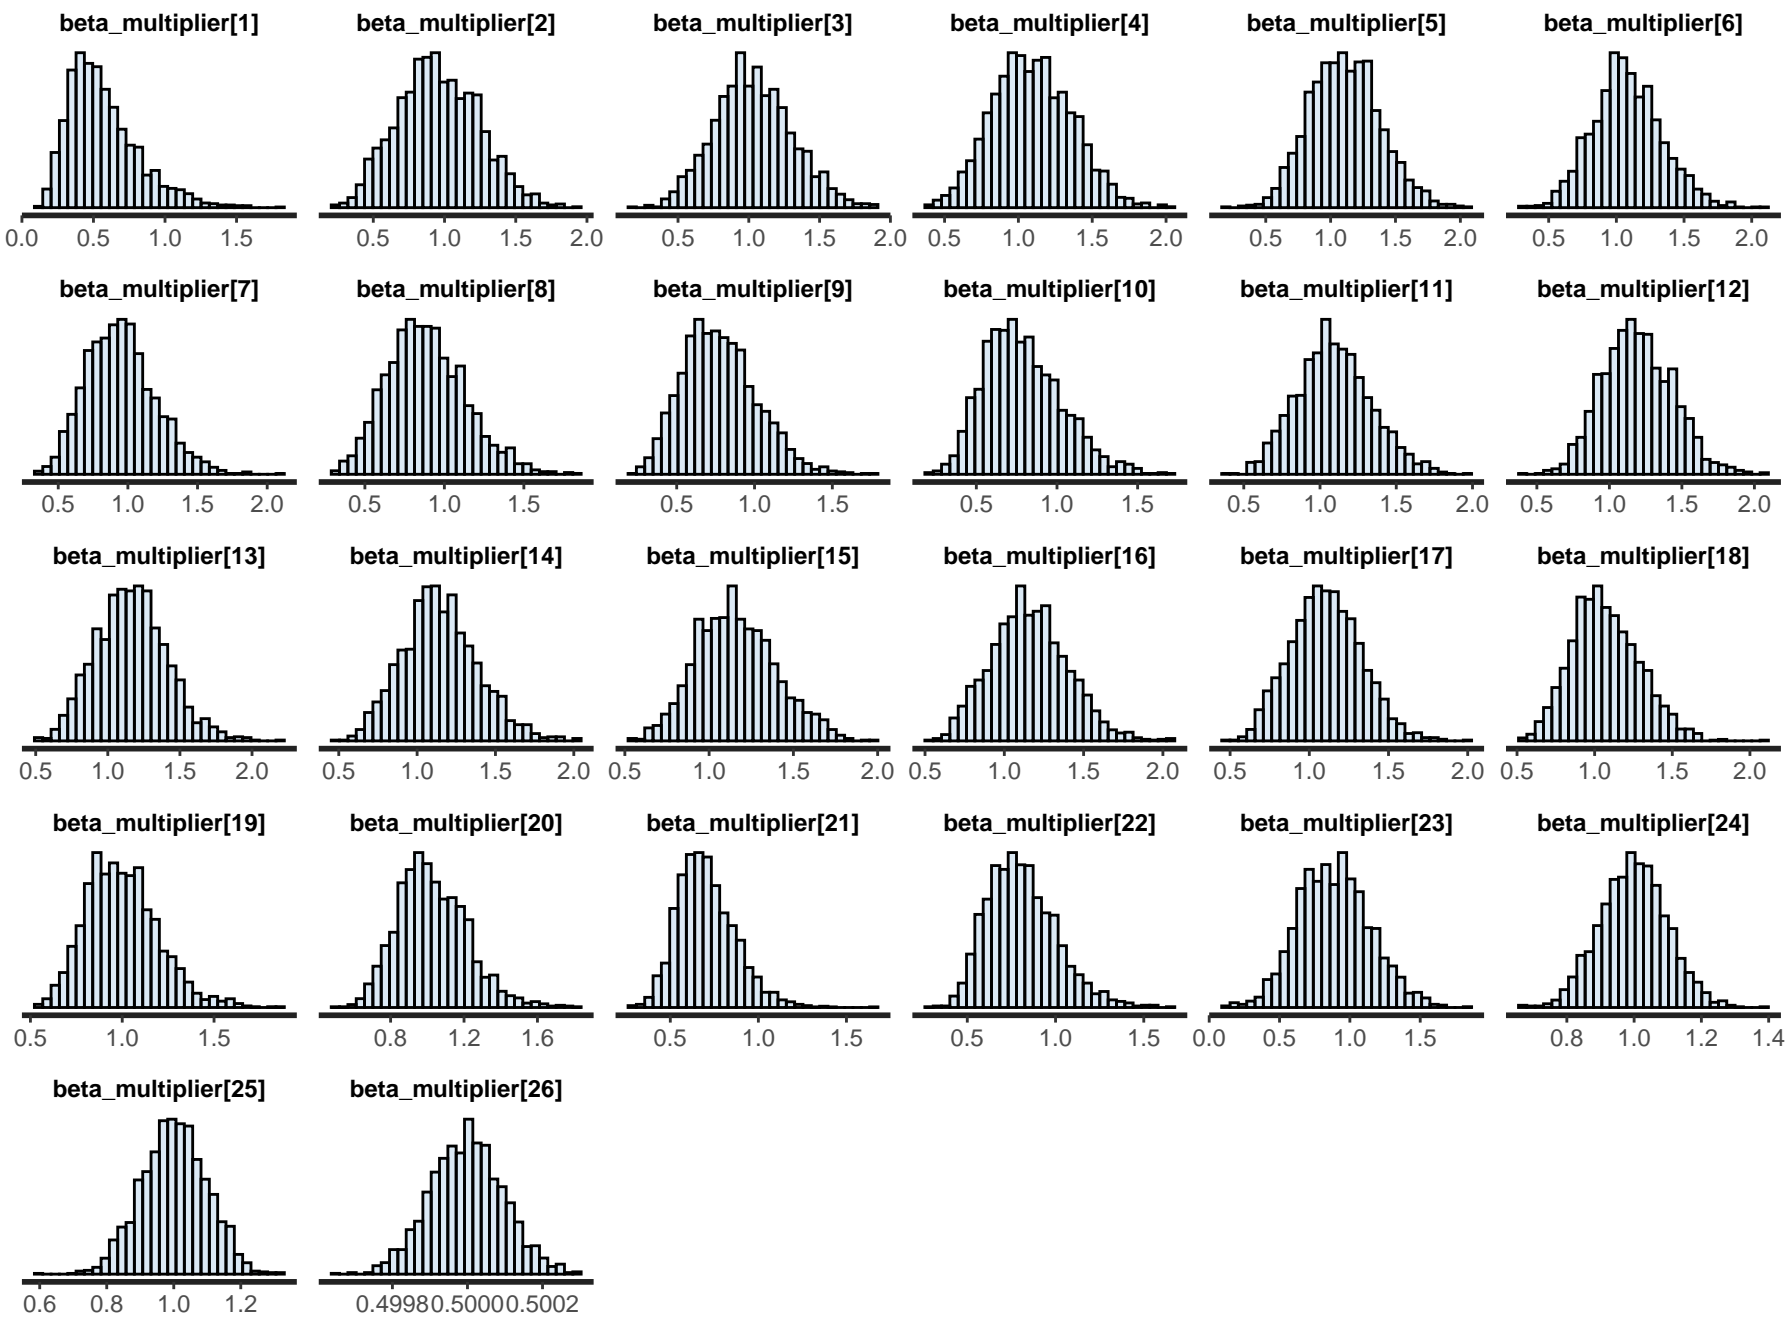 beta_multiplier[1] beta_multiplier[2] beta_multiplier[3] beta_multiplier[4] beta_multiplier[5] beta_multiplier[6]
0.0 0.5 1.0 1.5 0.5 1.0 1.5 2.0 0.5 1.0 1.5 2.0 0.5 1.0 1.5 2.0 0.5 1.0 1.5 2.0 0.5 1.0 1.5 2.0
beta_multiplier[7] beta_multiplier[8] beta_multiplier[9] beta_multiplier[10] beta_multiplier[11] beta_multiplier[12]
0.5 1.0 1.5 2.0 0.5 1.0 1.5 0.5 1.0 1.5 0.5 1.0 1.5 0.5 1.0 1.5 2.0 0.5 1.0 1.5 2.0
beta_multiplier[13] beta_multiplier[14] beta_multiplier[15] beta_multiplier[16] beta_multiplier[17] beta_multiplier[18]
0.5 1.0 1.5 2.0 0.5 1.0 1.5 2.0 0.5 1.0 1.5 2.0 0.5 1.0 1.5 2.0 0.5 1.0 1.5 2.0 0.5 1.0 1.5 2.0
beta_multiplier[19] beta_multiplier[20] beta_multiplier[21] beta_multiplier[22] beta_multiplier[23] beta_multiplier[24]
0.5 1.0 1.5 0.8 1.2 1.6 0.5 1.0 1.5 0.5 1.0 1.5 0.0 0.5 1.0 1.5 0.8 1.0 1.2 1.4
beta_multiplier[25] beta_multiplier[26]
0.6 0.8 1.0 1.2 0.4998 0.5000 0.5002